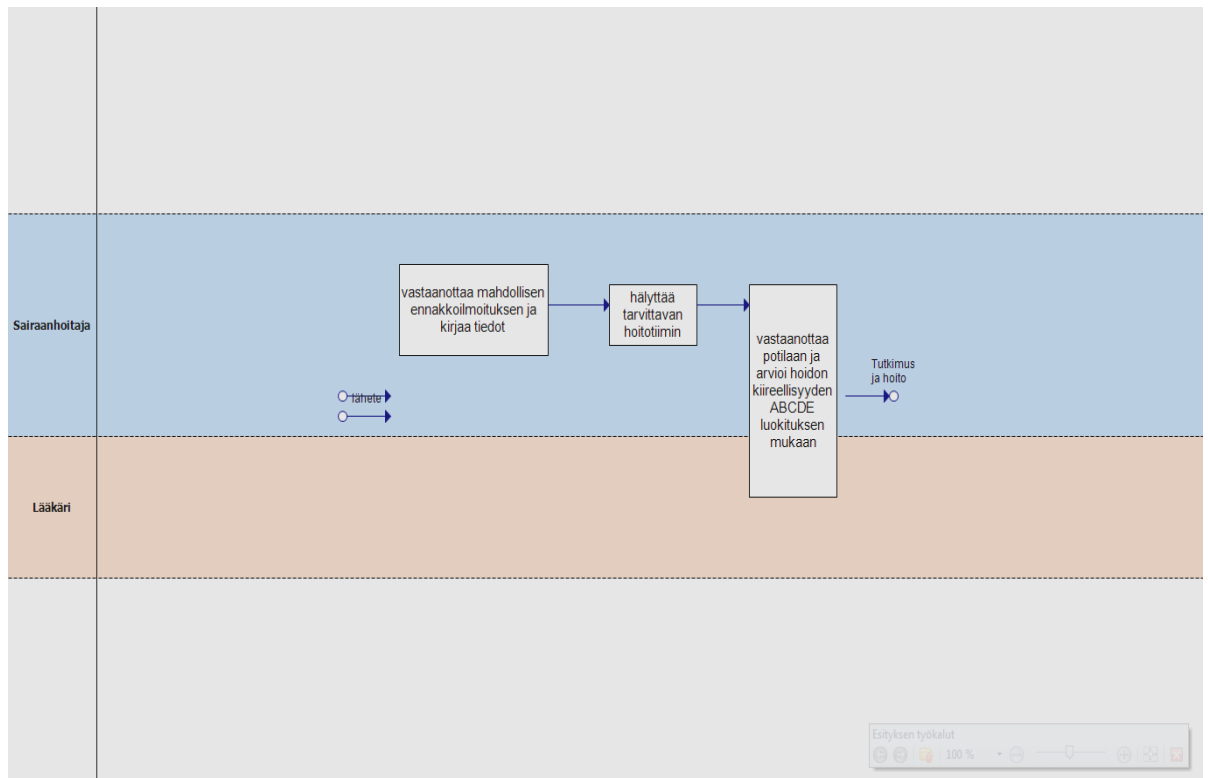 Sairaanhoitaja
vastaanottaa mahdollisen
ennakkoilmoituksen ja
kirjaa tiedot
hälyttää
tarvittavan
hoitotiimin
vastaanottaa
potilaan ja
arvioi hoidon
kiireellisyyden
ABCDE
luokituksen
mukaan
Tutkimus
ja hoito
lähete
Lääkäri
Esityksen työkalut
100 %